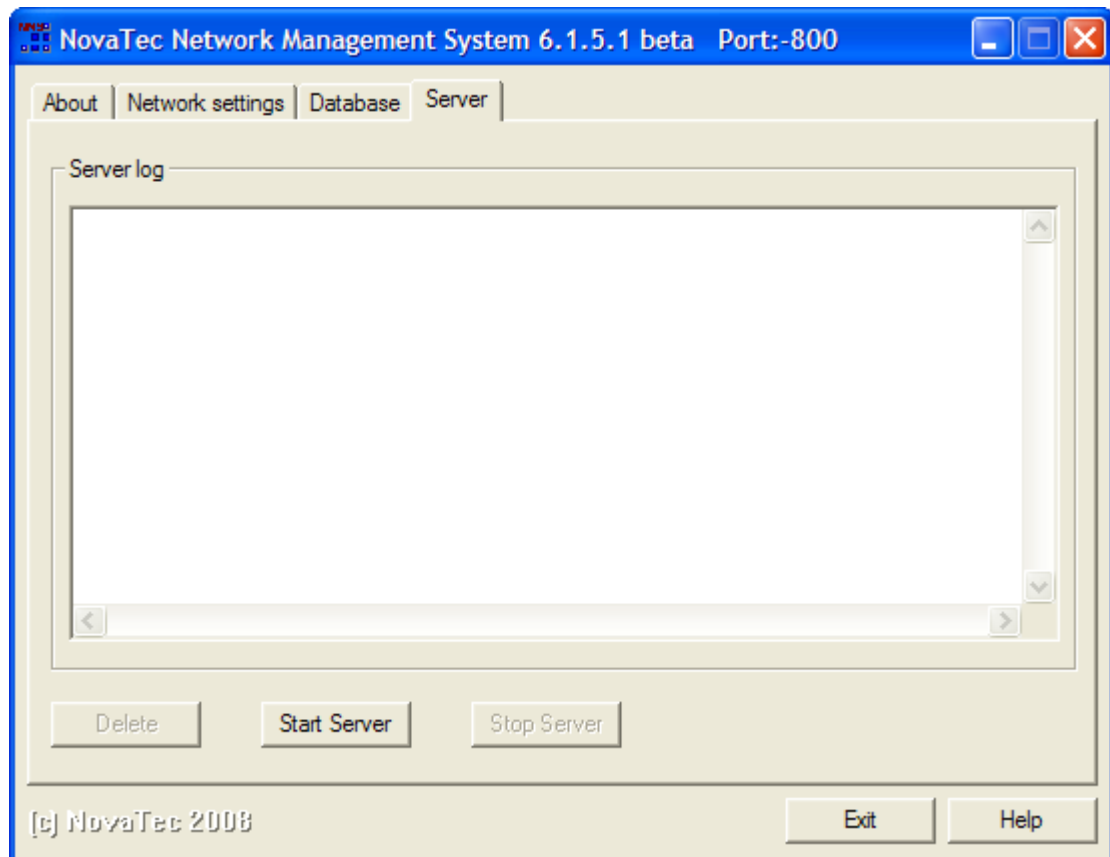 NovaTec Network Management System 6.1.5.1 beta Port:-800
About Network settings Database Server
Server log
Delete Start Server Stop Server
(c) NovaTec 2008 Exit Help